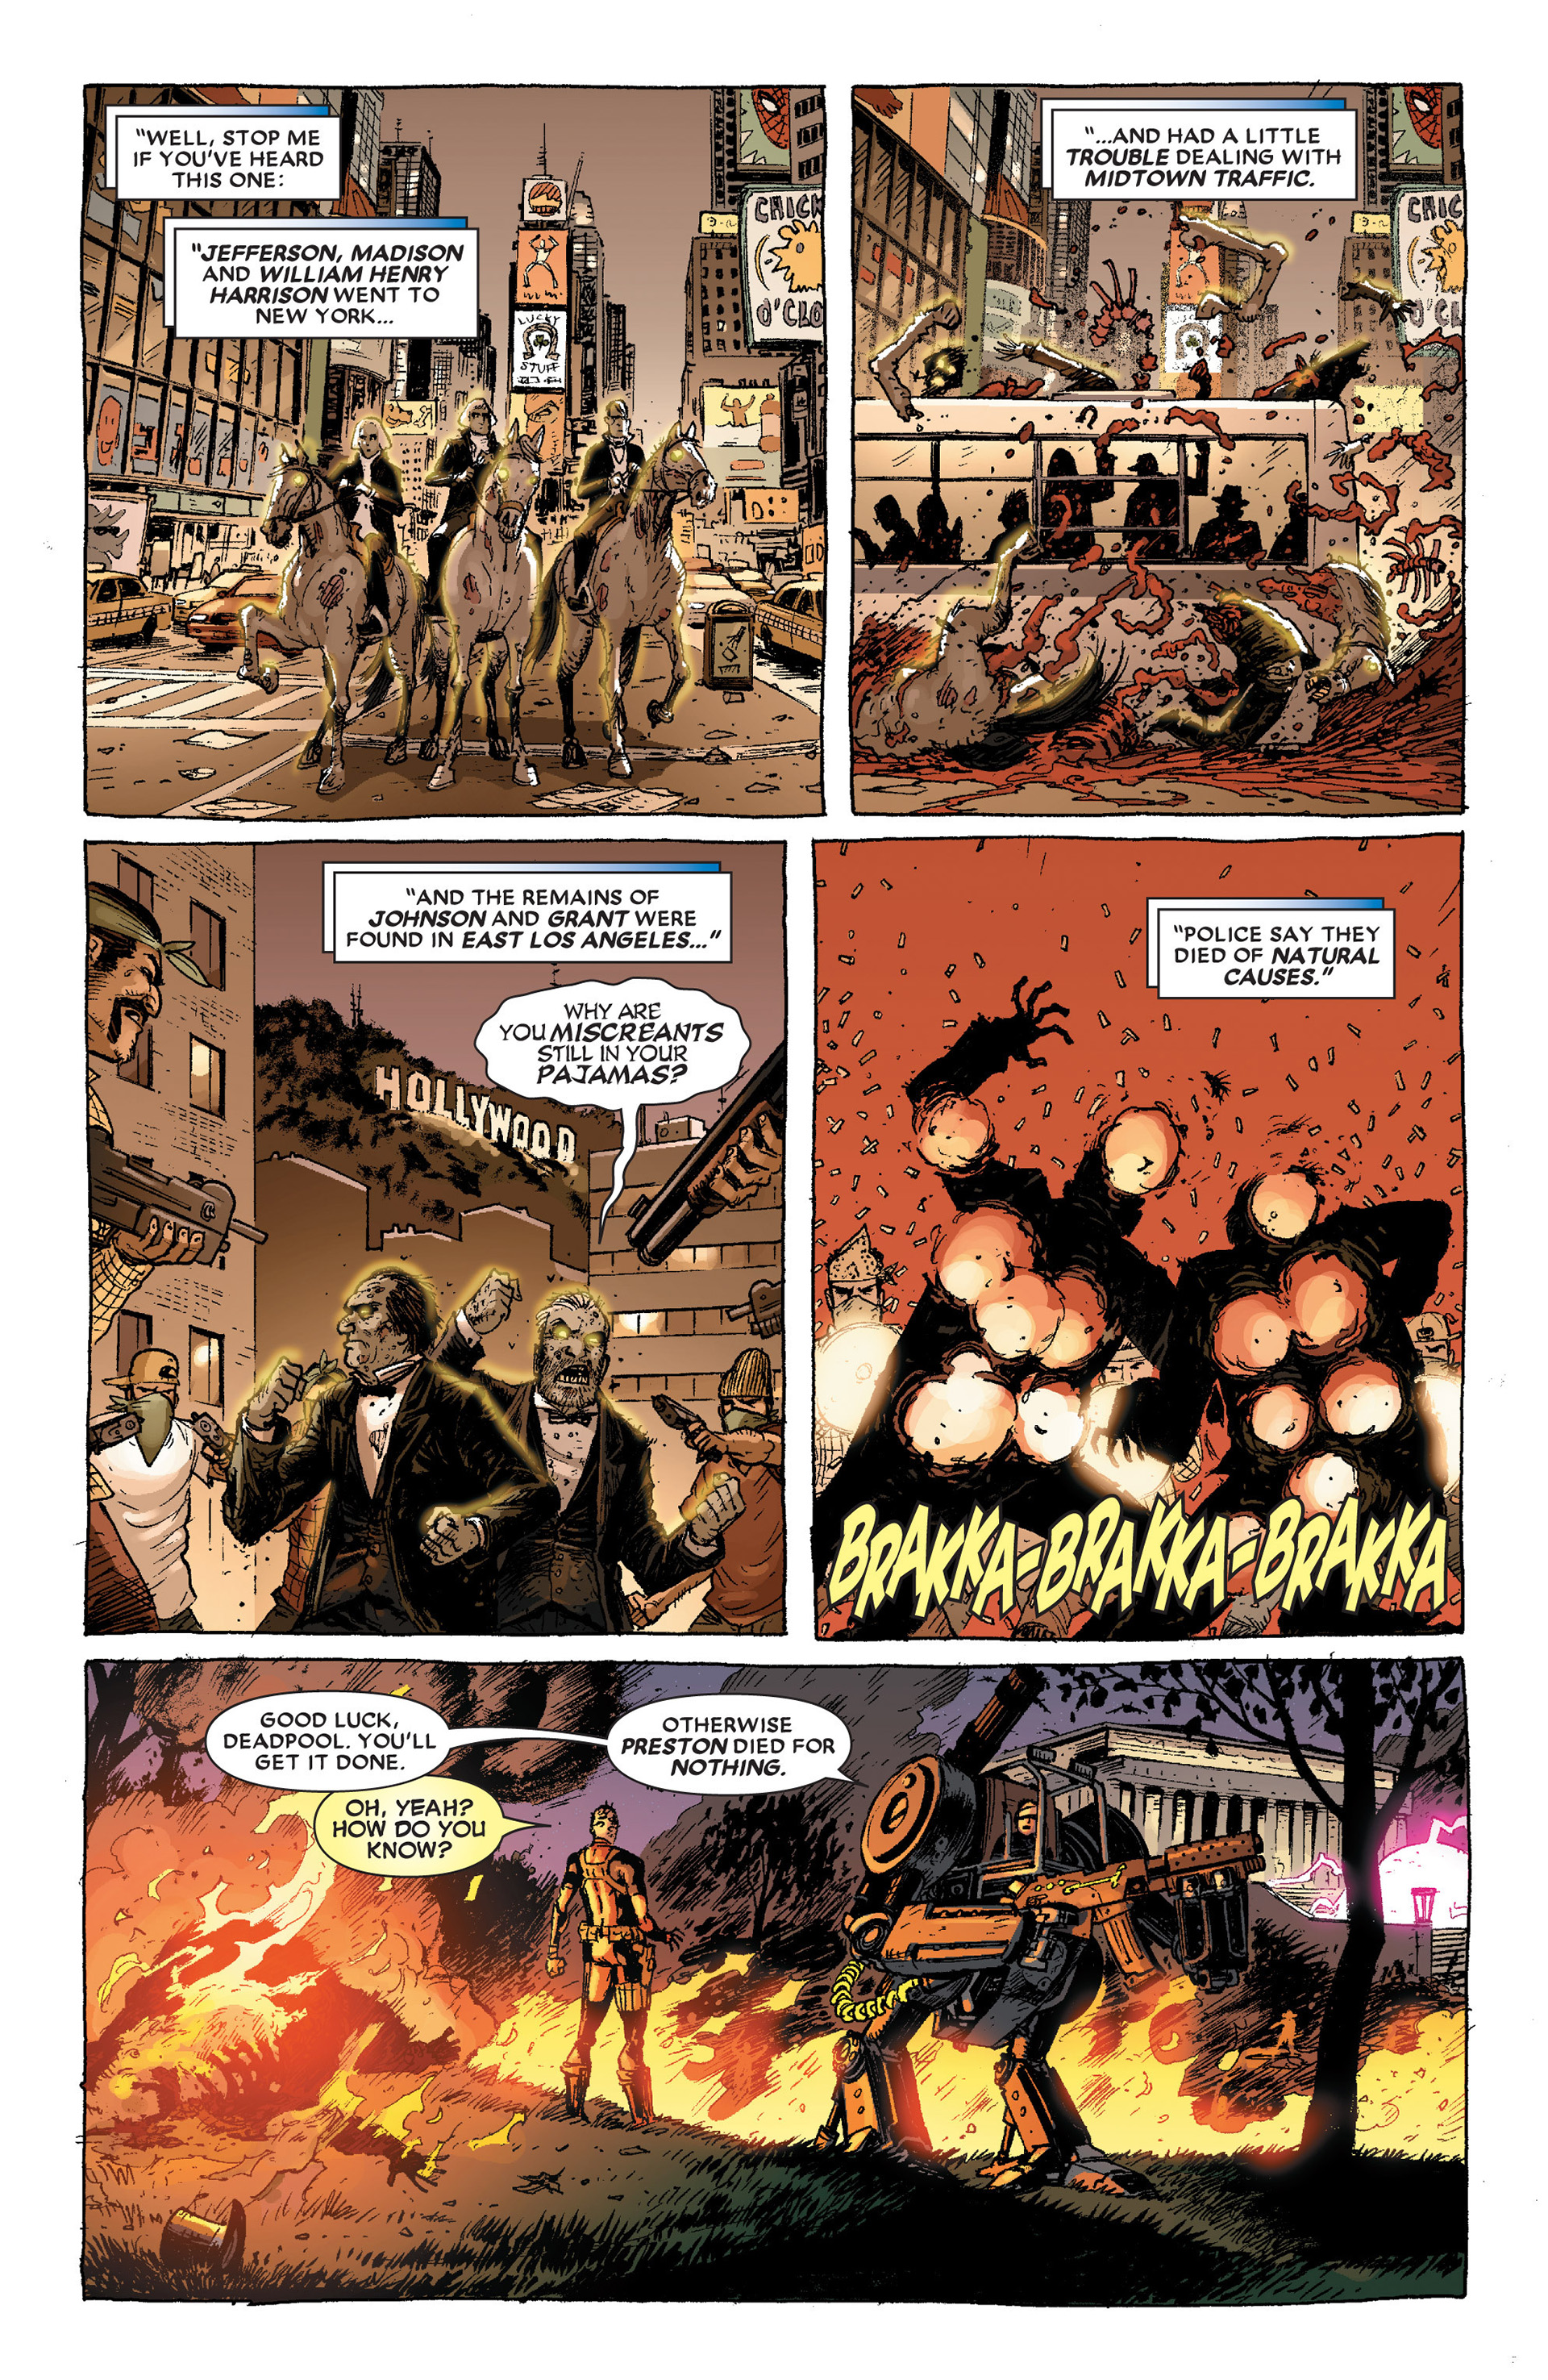 "WELL, STOP ME
IF YOU'VE HEARD
THIS ONE:
"JEFFERSON, MADISON
AND WILLIAM HENRY
HARRISON WENT TO
NEW YORK...
LUCKY
STUFF
CHICK
O'CLO
"...AND HAD A LITTLE
TROUBLE DEALING WITH
MIDTOWN TRAFFIC.
CHIC
O'CL
"AND THE REMAINS OF
JOHNSON AND GRANT WERE
FOUND IN EAST LOS ANGELES..."
WHY ARE
YOU MISCREANTS
STILL IN YOUR
PAJAMAS?
HOLLYWOOD
"POLICE SAY THEY
DIED OF NATURAL
CAUSES."
BRAKKA-BRAKKA-BRAKKA
GOOD LUCK,
DEADPOOL. YOU'LL
GET IT DONE.
OTHERWISE
PRESTON DIED FOR
NOTHING.
OH, YEAH?
HOW DO YOU
KNOW?